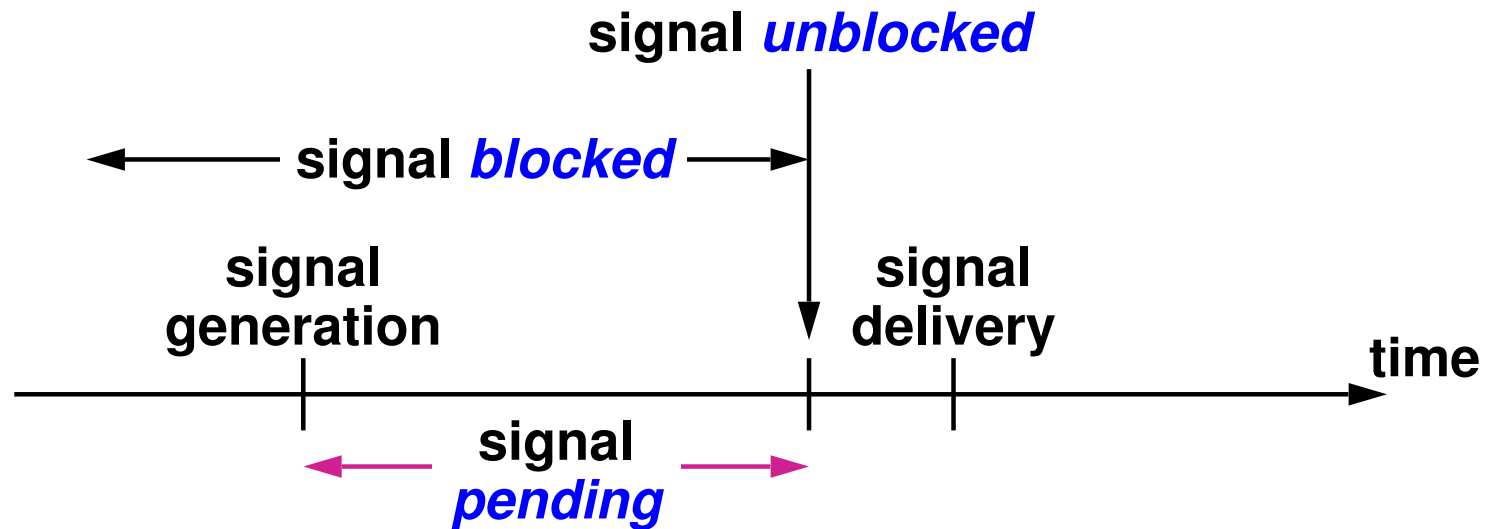 signal unblocked
signal blocked
signal
generation
signal
delivery
time
signal
pending